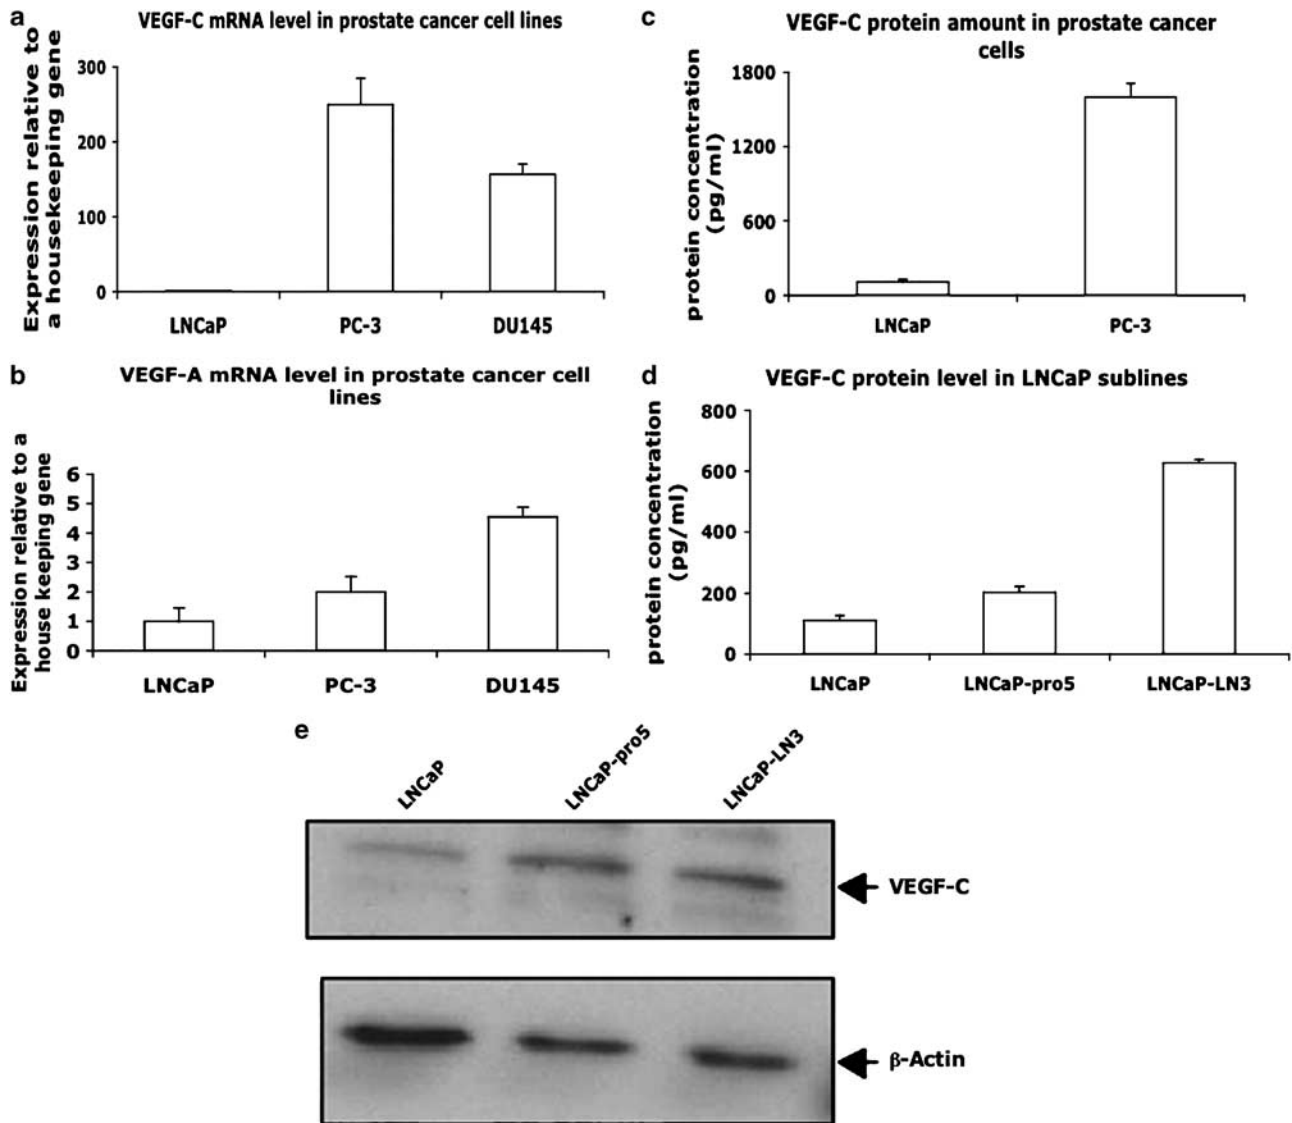 a
VEGF-C mRNA level in prostate cancer cell lines
Expression relative to
a housekeeping gene
300
200
100
0
LNCaP PC-3 DU145
b
VEGF-A mRNA level in prostate cancer cell
lines
Expression relative to a
house keeping gene
6
5
4
3
2
1
0
LNCaP PC-3 DU145
c
VEGF-C protein amount in prostate cancer
cells
protein concentration
(pg/ml)
1800
1200
600
0
LNCaP PC-3
d
VEGF-C protein level in LNCaP sublines
protein concentration
(pg/ml)
800
600
400
200
0
LNCaP LNCaP-pro5 LNCaP-LN3
e
LNCaP
LNCaP-pro5
LNCaP-LN3
VEGF-C
β-Actin